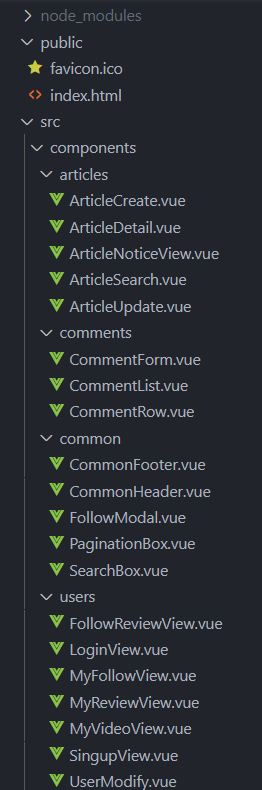 node_modules
public
favicon.ico
index.html
src
components
articles
ArticleCreate.vue
ArticleDetail.vue
ArticleNoticeView.vue
ArticleSearch.vue
ArticleUpdate.vue
comments
CommentForm.vue
CommentList.vue
CommentRow.vue
common
CommonFooter.vue
CommonHeader.vue
FollowModal.vue
PaginationBox.vue
SearchBox.vue
users
FollowReviewView.vue
LoginView.vue
MyFollowView.vue
MyReviewView.vue
MyVideoView.vue
SingupView.vue
UserModify.vue